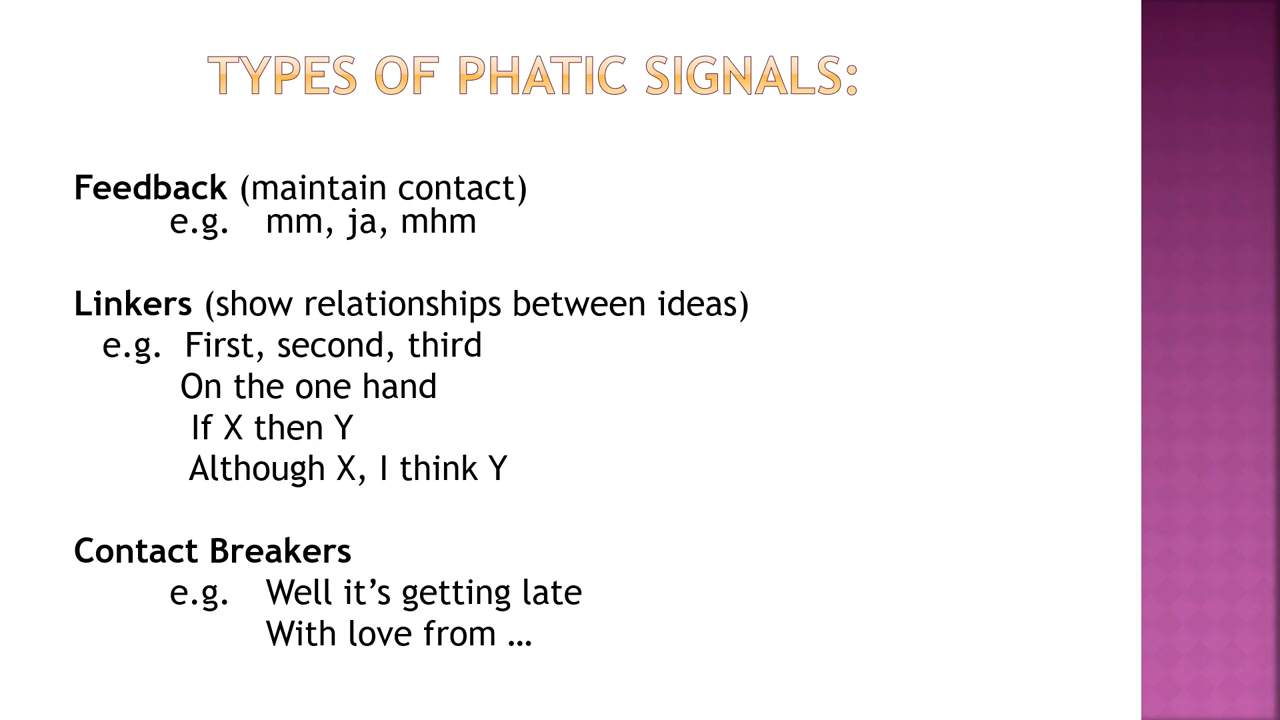 TYPES OF PHATIC SIGNALS:
Feedback (maintain contact)
e.g. mm, ja, mhm
Linkers (show relationships between ideas)
e.g. First, second, third
On the one hand
If X then Y
Although X, I think Y
Contact Breakers
e.g. Well it’s getting late
With love from …